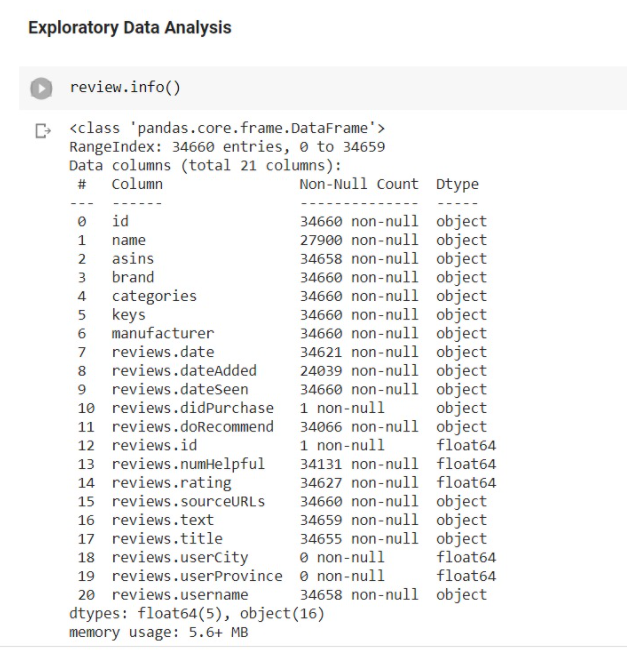 Exploratory Data Analysis
review.info()
<class 'pandas.core.frame.DataFrame'>
RangeIndex: 34660 entries, 0 to 34659
Data columns (total 21 columns):
 #   Column                Non-Null Count  Dtype
---  ------                --------------  -----
 0   id                    34660 non-null  object
 1   name                  27900 non-null  object
 2   asins                 34658 non-null  object
 3   brand                 34660 non-null  object
 4   categories            34660 non-null  object
 5   keys                  34660 non-null  object
 6   manufacturer          34660 non-null  object
 7   reviews.date          34621 non-null  object
 8   reviews.dateAdded     24039 non-null  object
 9   reviews.dateSeen      34660 non-null  object
 10  reviews.didPurchase   1 non-null      object
 11  reviews.doRecommend   34066 non-null  object
 12  reviews.id            1 non-null      float64
 13  reviews.numHelpful    34131 non-null  float64
 14  reviews.rating        34627 non-null  float64
 15  reviews.sourceURLs    34660 non-null  object
 16  reviews.text          34659 non-null  object
 17  reviews.title         34655 non-null  object
 18  reviews.userCity      0 non-null      float64
 19  reviews.userProvince  0 non-null      float64
 20  reviews.username      34658 non-null  object
dtypes: float64(5), object(16)
memory usage: 5.6+ MB